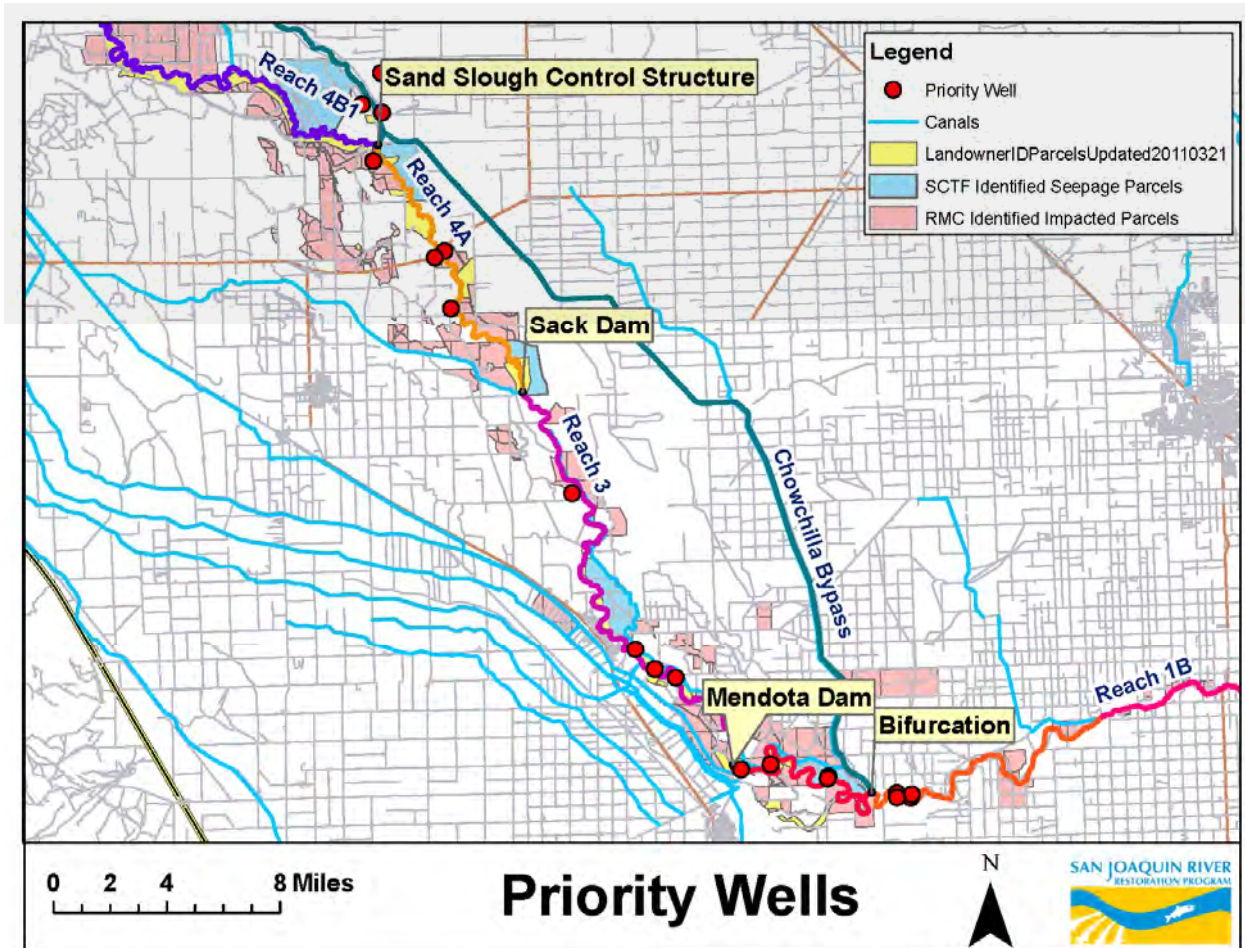 Legend
Priority Well
Canals
LandownerIDParcelsUpdated20110321
SCTF Identified Seepage Parcels
RMC Identified Impacted Parcels
Reach 4B1
Sand Slough Control Structure
Reach 4A
Sack Dam
Reach 3
Chowchilla Bypass
Mendota Dam
Bifurcation
Reach 1B
0 2 4 8 Miles
Priority Wells
N
SAN JOAQUIN RIVER
RESTORATION PROGRAM